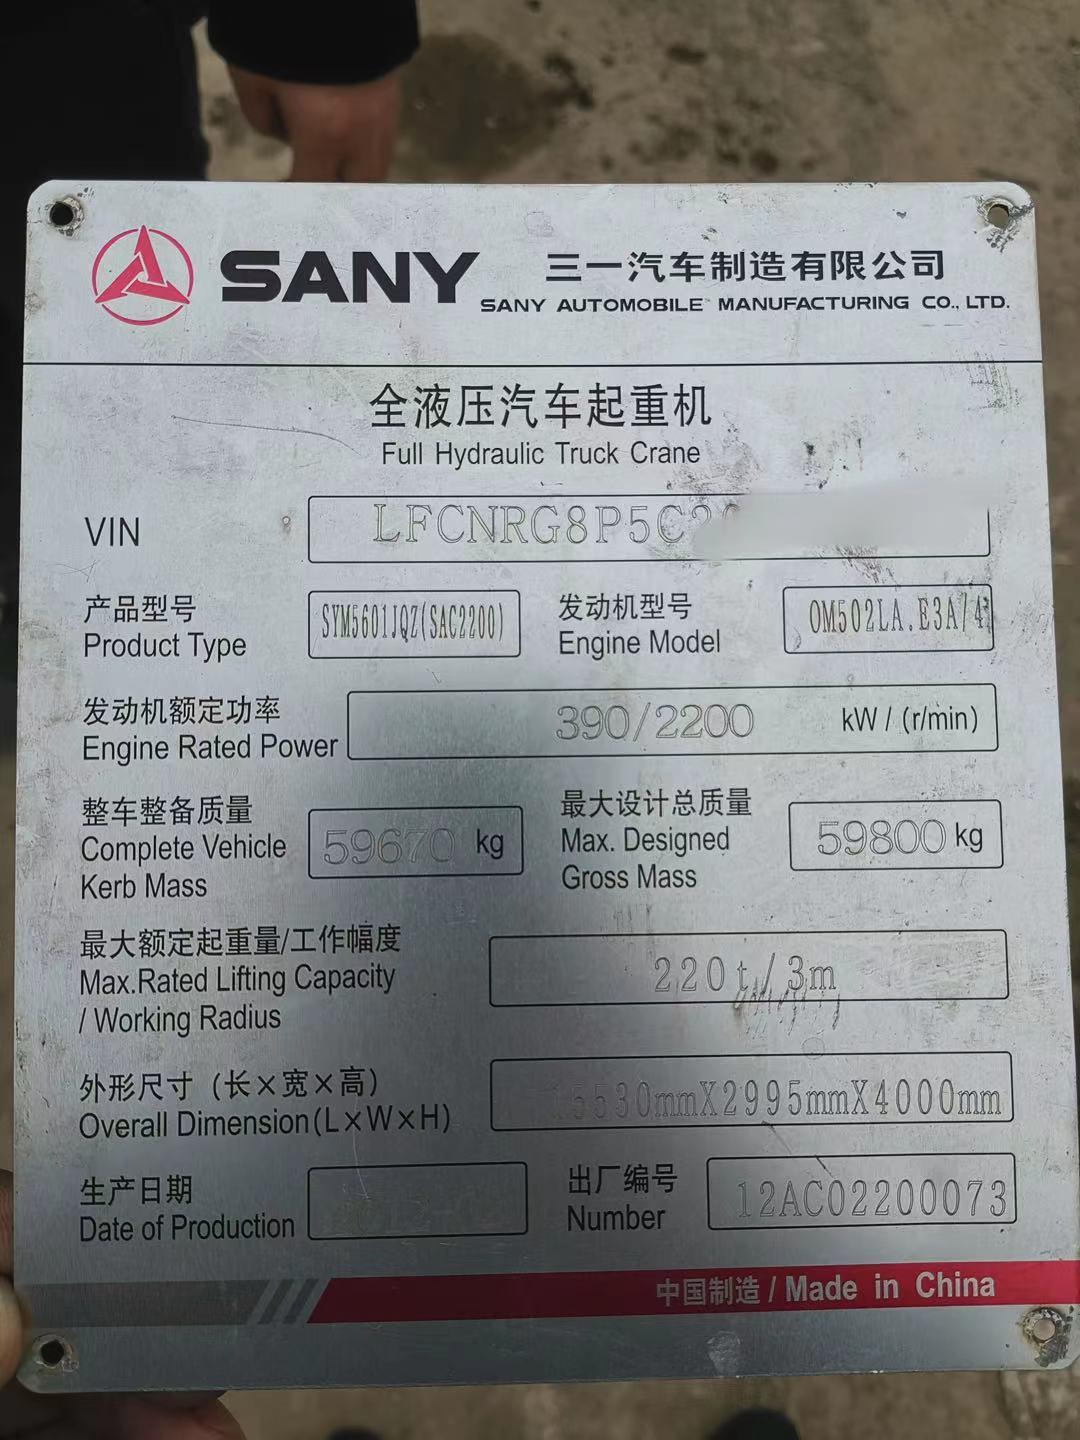 SANY 三一汽车制造有限公司
SANY AUTOMOBILE MANUFACTURING CO., LTD.
全液压汽车起重机
Full Hydraulic Truck Crane
VIN LFCNRG8P5C2
产品型号 SYM5601JQZ(SAC2200) 发动机型号 OM502LA.E3A/4
Product Type Engine Model
发动机额定功率 390/2200 kW / (r/min)
Engine Rated Power
整车整备质量 59670 kg 最大设计总质量 59800 kg
Complete Vehicle Max. Designed
Kerb Mass Gross Mass
最大额定起重量/工作幅度
Max.Rated Lifting Capacity 220t/3m
/ Working Radius
外形尺寸 (长×宽×高) 15530mmX2995mmX4000mm
Overall Dimension(L×W×H)
生产日期 出厂编号 12AC02200073
Date of Production Number
中国制造 / Made in China